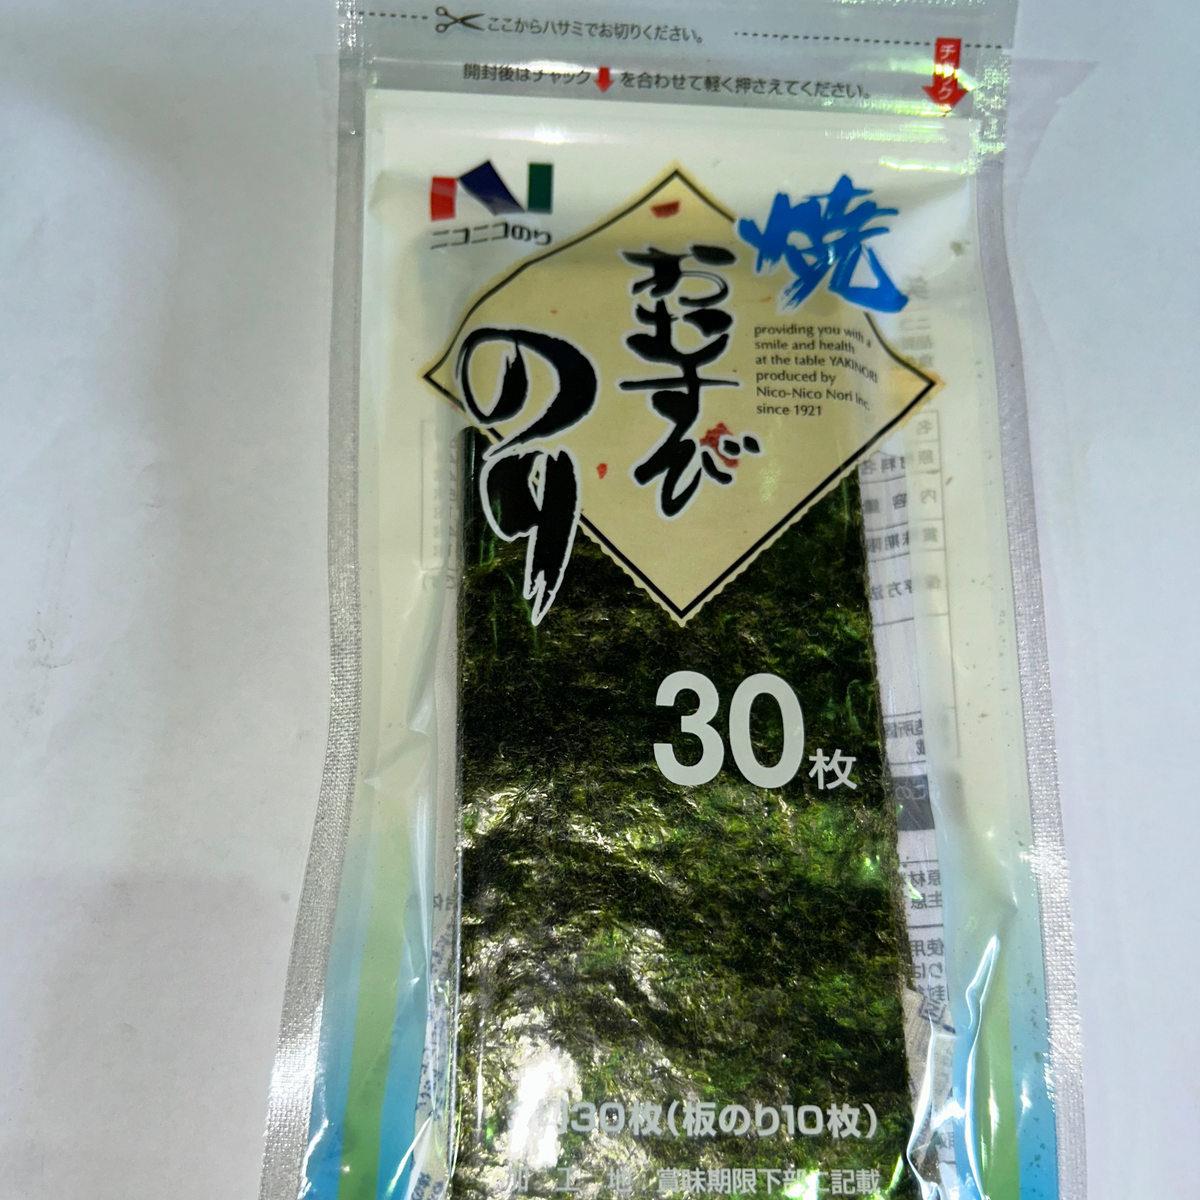 ここからハサミでお切りください。
開封後はチャック を合わせて軽く押さえてください。
チャック
ニコニコのり
焼
おむすび
のり
providing you with a
smile and health
at the table YAKINORI
produced by
Nico-Nico Nori Inc.
since 1921
30枚
30枚(板のり10枚)
加 工 地 賞味期限下部に記載